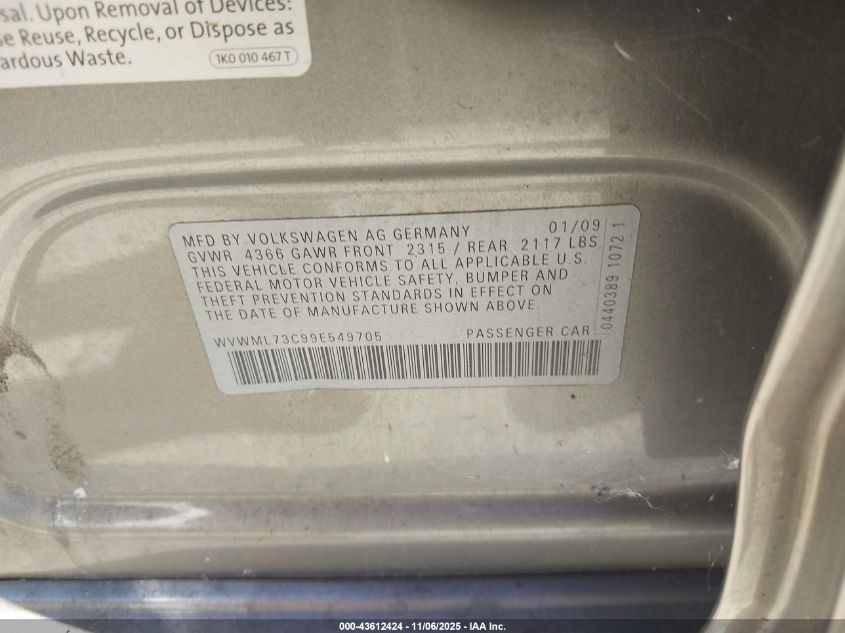 sal. Upon Removal of Devices:
se Reuse, Recycle, or Dispose as
ardous Waste.
1K0 010 467 T
MFD BY VOLKSWAGEN AG GERMANY 01/09
GVWR 4366 GAWR FRONT 2315 / REAR 2117 LBS
THIS VEHICLE CONFORMS TO ALL APPLICABLE U.S.
FEDERAL MOTOR VEHICLE SAFETY, BUMPER AND
THEFT PREVENTION STANDARDS IN EFFECT ON
THE DATE OF MANUFACTURE SHOWN ABOVE.
WVWML73C99E549705 PASSENGER CAR
0440389 1072 1
000-43612424 - 11/06/2025 - IAA Inc.